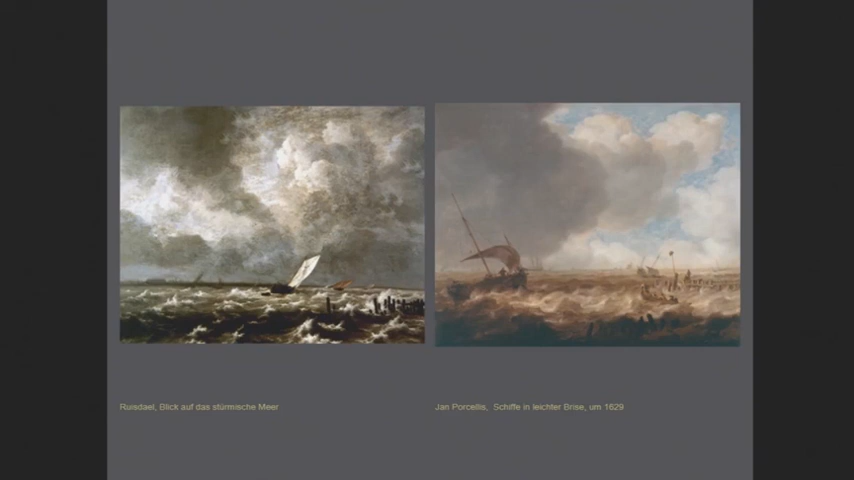 Ruisdael, Blick auf das stürmische Meer
Jan Porcellis, Schiffe in leichter Brise, um 1629